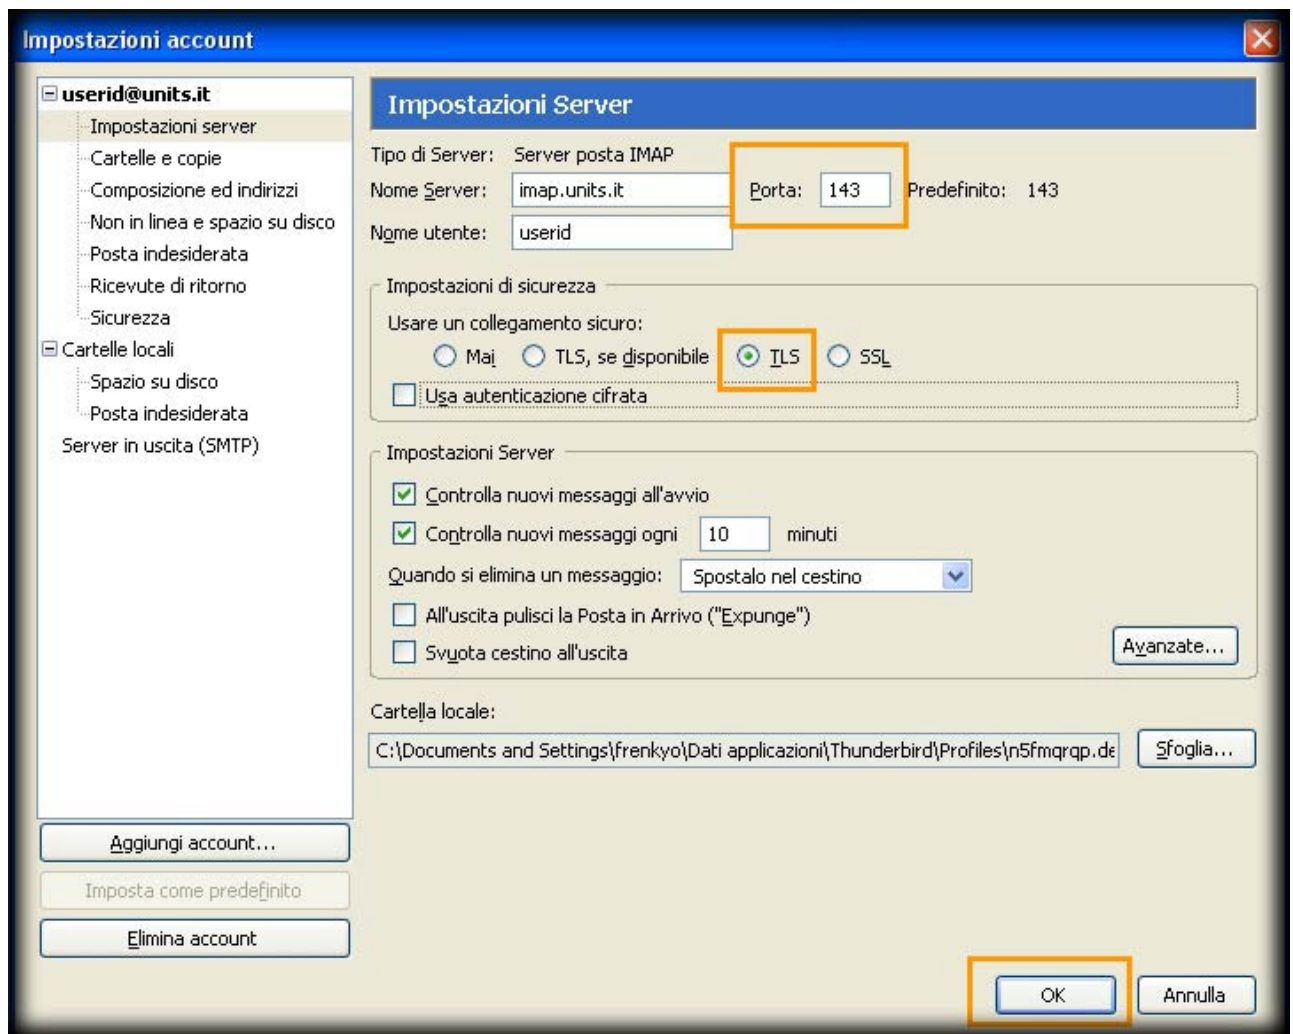 Impostazioni account
userid@units.it
Impostazioni server
Cartelle e copie
Composizione ed indirizzi
Non in linea e spazio su disco
Posta indesiderata
Ricevute di ritorno
Sicurezza
Cartelle locali
Spazio su disco
Posta indesiderata
Server in uscita (SMTP)
Aggiungi account...
Imposta come predefinito
Elimina account
Impostazioni Server
Tipo di Server: Server posta IMAP
Nome Server: imap.units.it Porta: 143 Predefinito: 143
Nome utente: userid
Impostazioni di sicurezza
Usare un collegamento sicuro:
Mai TLS, se disponibile TLS SSL
Usa autenticazione cifrata
Impostazioni Server
Controlla nuovi messaggi all'avvio
Controlla nuovi messaggi ogni 10 minuti
Quando si elimina un messaggio: Spostalo nel cestino
All'uscita pulisci la Posta in Arrivo ("Expunge")
Svuota cestino all'uscita
Avanzate...
Cartella locale:
C:\Documents and Settings\frenkyo\Dati applicazioni\Thunderbird\Profiles\n5fmqrqp.de Sfoglia...
OK Annulla